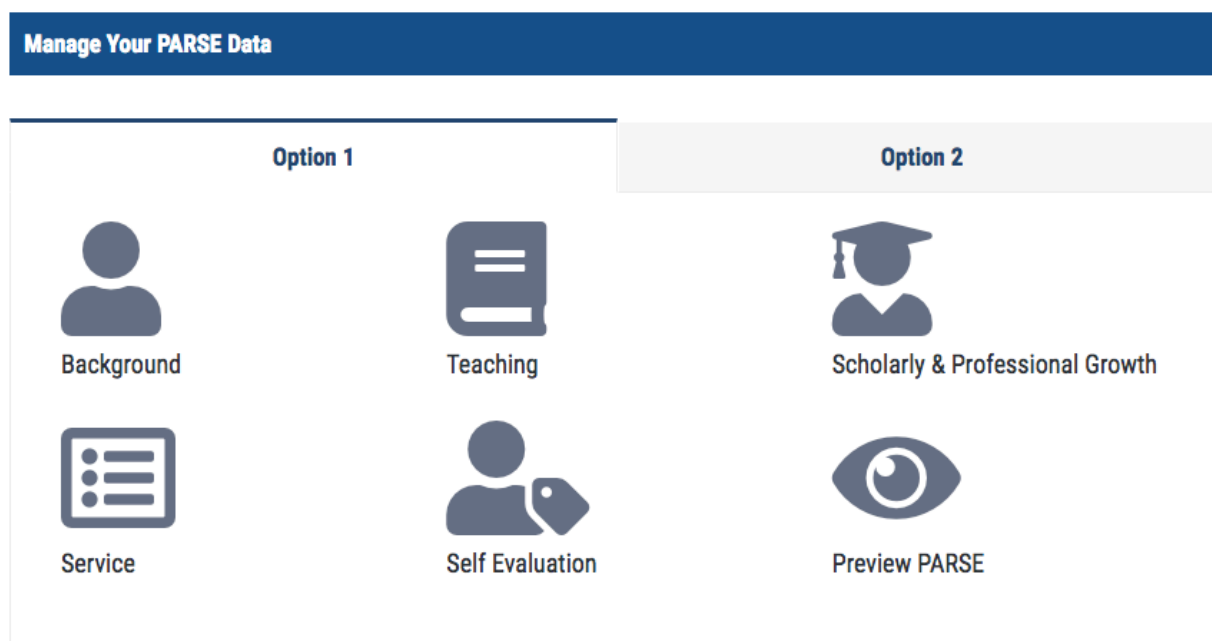 Manage Your PARSE Data
Option 1
Option 2
Background
Teaching
Scholarly & Professional Growth
Service
Self Evaluation
Preview PARSE